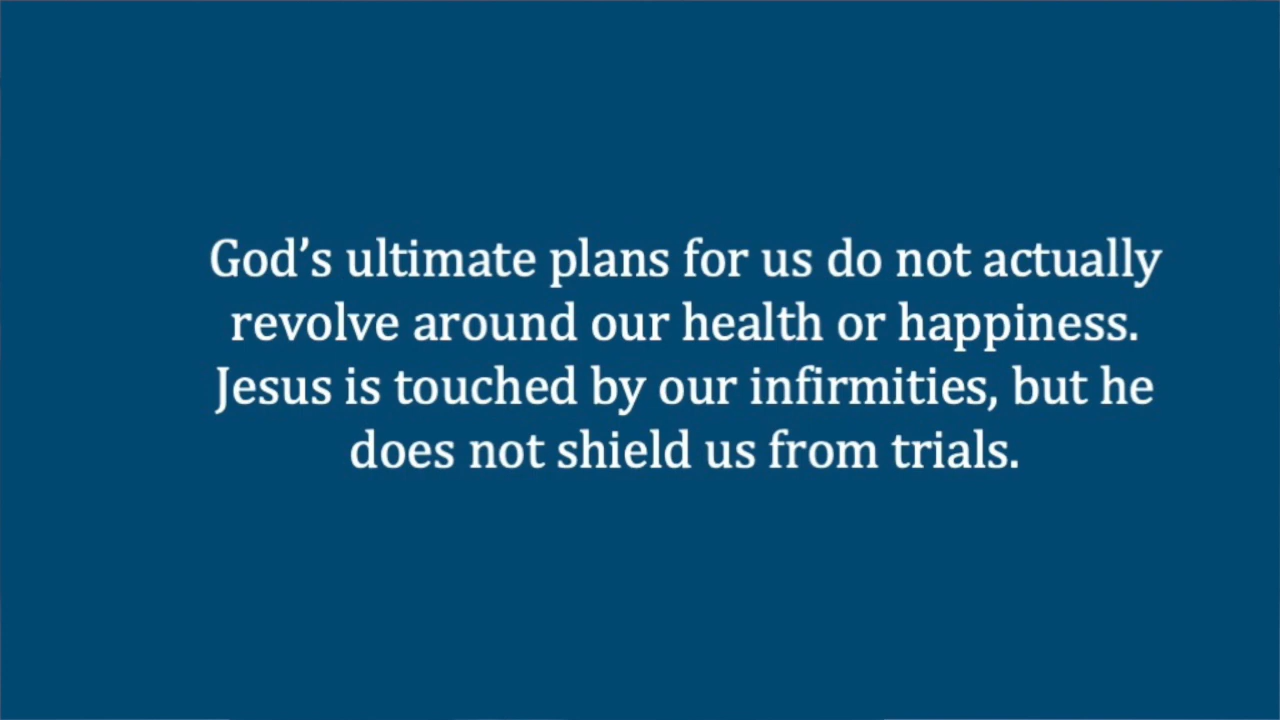 God’s ultimate plans for us do not actually
revolve around our health or happiness.
Jesus is touched by our infirmities, but he
does not shield us from trials.